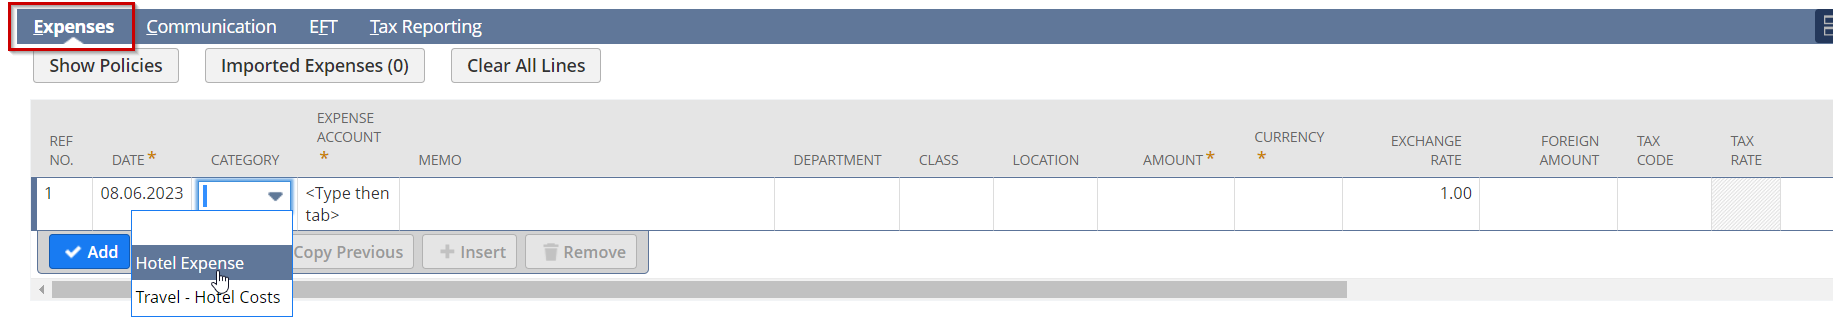 Expenses Communication EFT Tax Reporting
Show Policies Imported Expenses (0) Clear All Lines
REF NO. DATE * CATEGORY EXPENSE ACCOUNT * MEMO DEPARTMENT CLASS LOCATION AMOUNT * CURRENCY * EXCHANGE RATE FOREIGN AMOUNT TAX CODE TAX RATE
1 08.06.2023 <Type then tab> 1.00
Add Copy Previous + Insert Remove
Hotel Expense
Travel - Hotel Costs